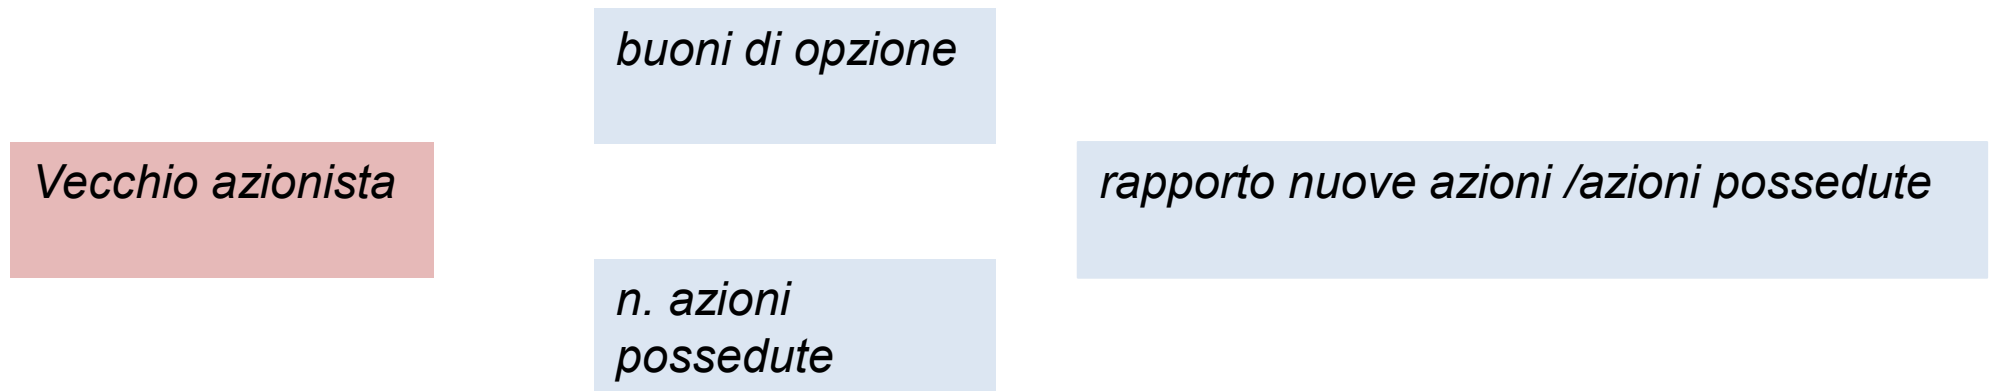 buoni di opzione
Vecchio azionista
rapporto nuove azioni /azioni possedute
n. azioni
possedute